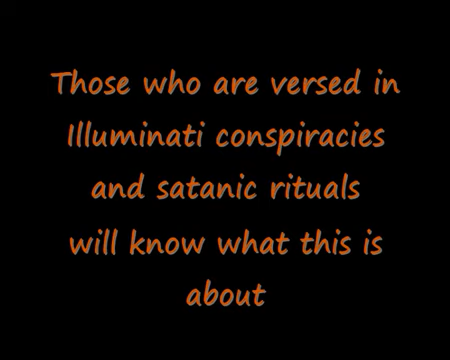 Those who are versed in
Illuminati conspiracies
and satanic rituals
will know what this is
about